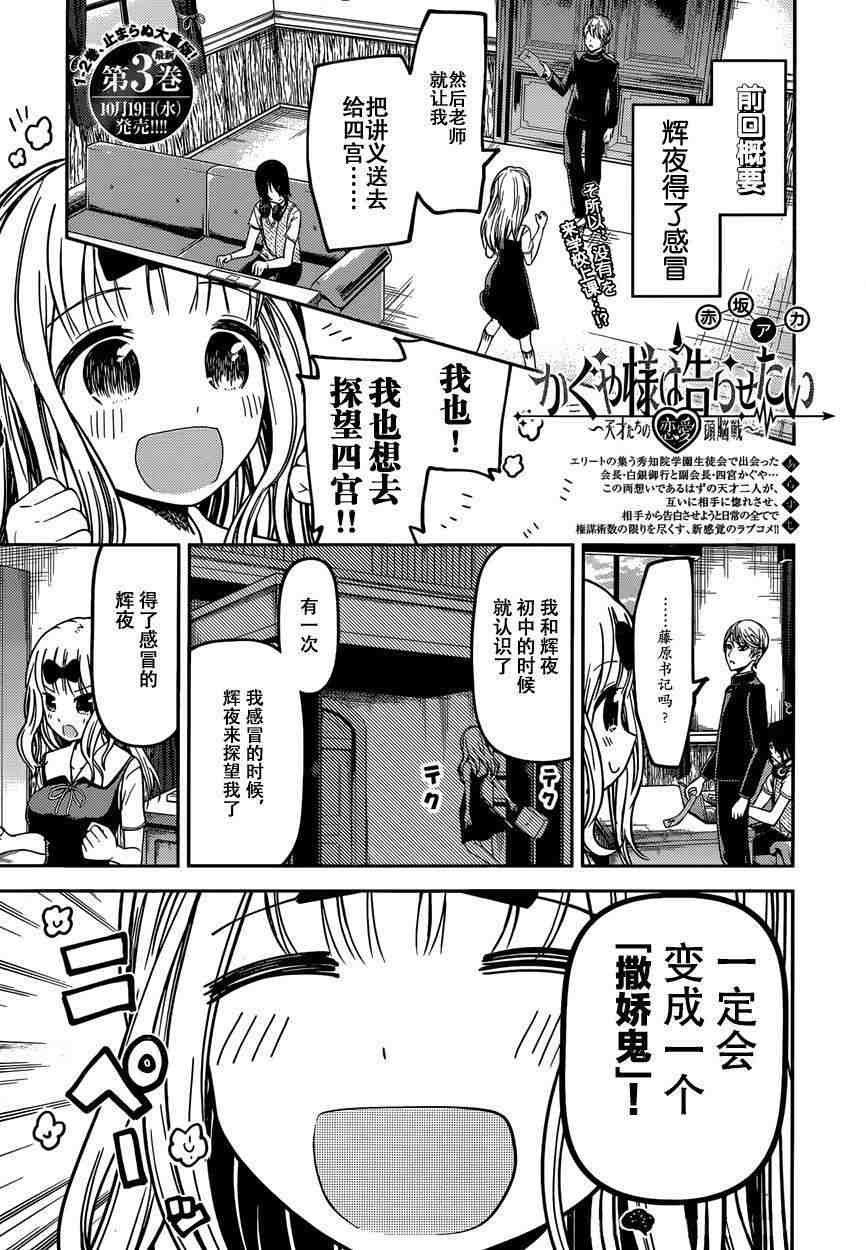 前回概要
辉夜得了感冒
そ所以…没有を
来学校上课…!?
然后老师
就让我
把讲义送去
给四宫……
1・2巻、止まらぬ大重版!
最新
第3巻
10月19日(水)
発売!!!!
赤坂アカ
かぐや様は告らせたい
～天才たちの恋愛頭脳戦～
あらすじ
エリートの集う秀知院学園生徒会で出会った
会長・白銀御行と副会長・四宮かぐや…
この両想いであるはずの天才二人が、
互いに相手に惚れさせ、
相手から告白させようと日常の全てで
権謀術数の限りを尽くす、新感覚のラブコメ!!
我也！
我也想去
探望四宫!!
……藤原书记吗？
我和辉夜
初中的时候
就认识了
テク
テク
有一次
我感冒的时候,
辉夜来探望我了
得了感冒的
辉夜
一定会
变成一个
「撒娇鬼」！
ニペー